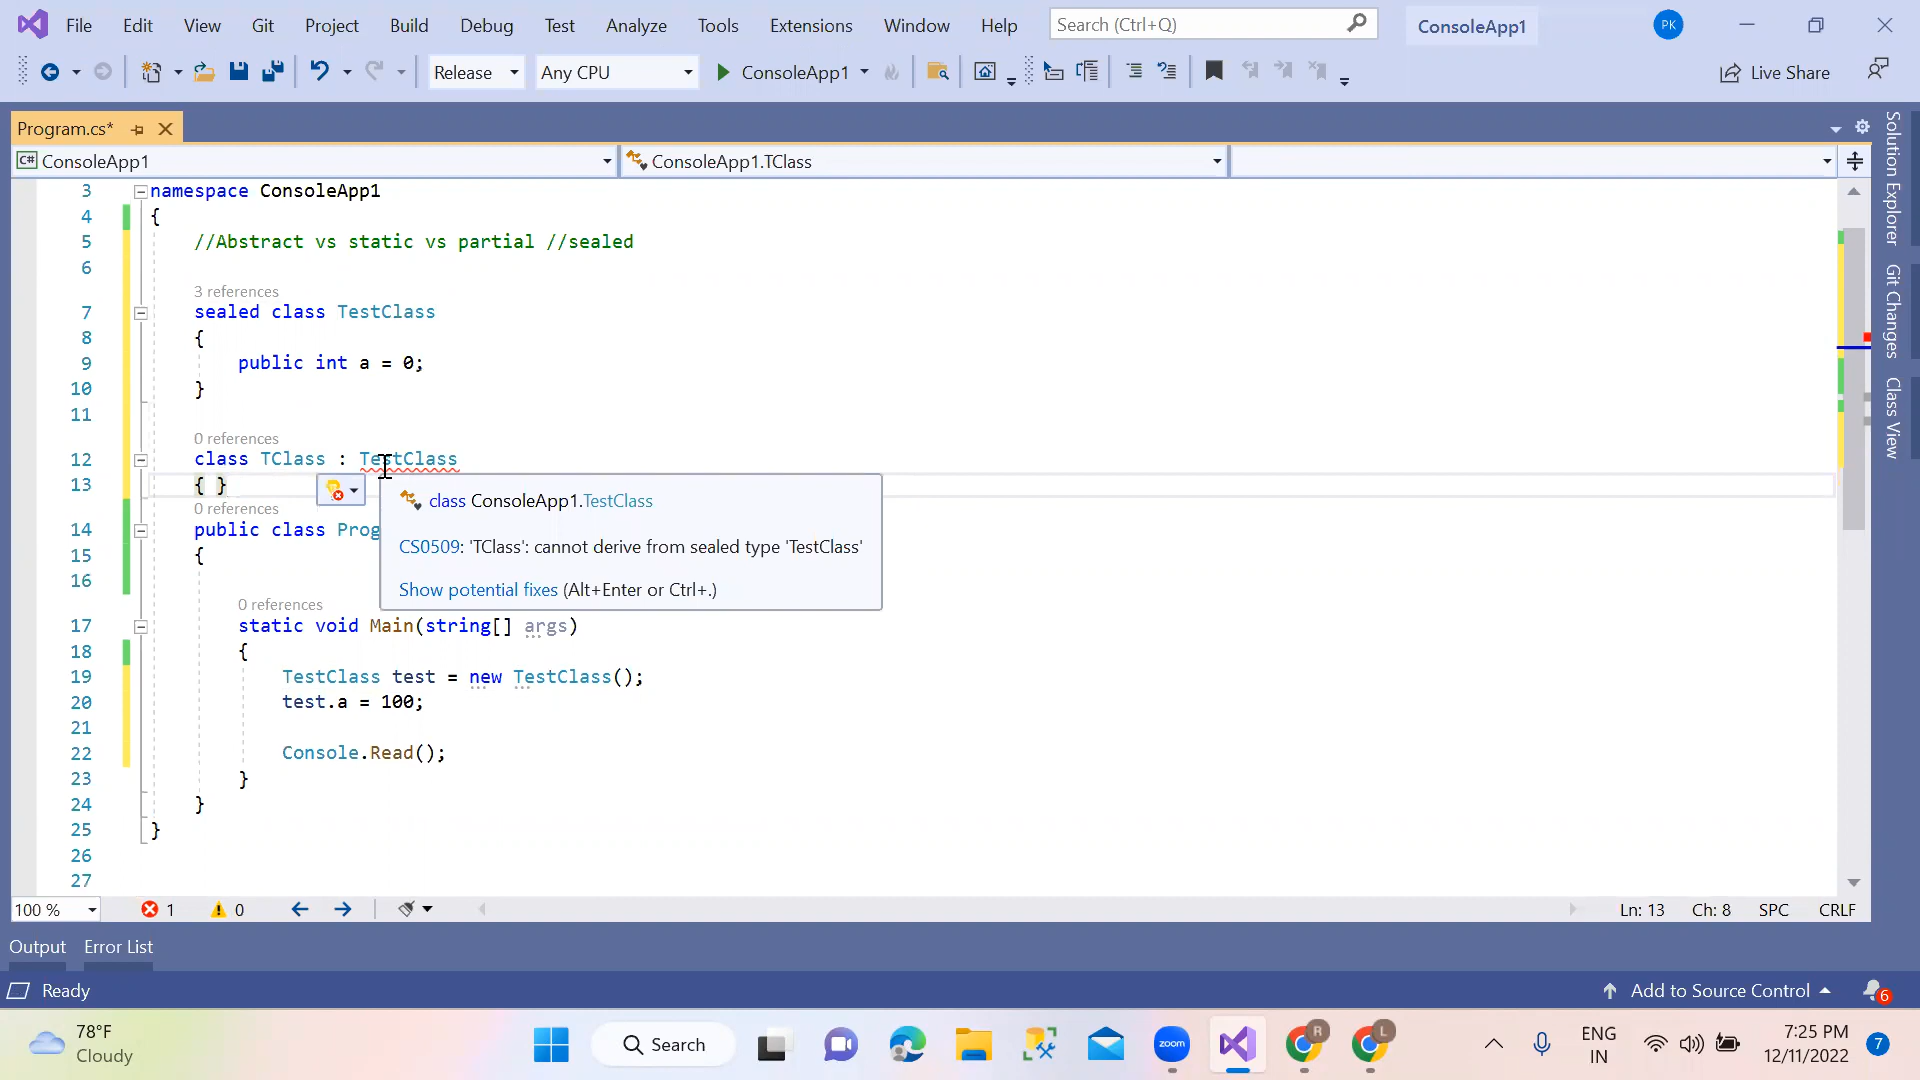 File Edit View Git Project Build Debug Test Analyze Tools Extensions Window Help Search (Ctrl+Q) ConsoleApp1 PK
Release Any CPU ConsoleApp1 Live Share
Program.cs*
C# ConsoleApp1 ConsoleApp1.TClass
3 namespace ConsoleApp1
4 {
5 //Abstract vs static vs partial //sealed
6
3 references
7 sealed class TestClass
8 {
9 public int a = 0;
10 }
11
0 references
12 class TClass : TestClass
13 { }
class ConsoleApp1.TestClass
CS0509: 'TClass': cannot derive from sealed type 'TestClass'
Show potential fixes (Alt+Enter or Ctrl+.)
0 references
14 public class Prog
15 {
16
0 references
17 static void Main(string[] args)
18 {
19 TestClass test = new TestClass();
20 test.a = 100;
21
22 Console.Read();
23 }
24 }
25 }
26
27
100 % 1 0 Ln: 13 Ch: 8 SPC CRLF
Solution Explorer
Git Changes
Class View
Output Error List
Ready Add to Source Control 6
78°F
Cloudy
Search
zoom
R
L
ENG
IN
7:25 PM
12/11/2022
7